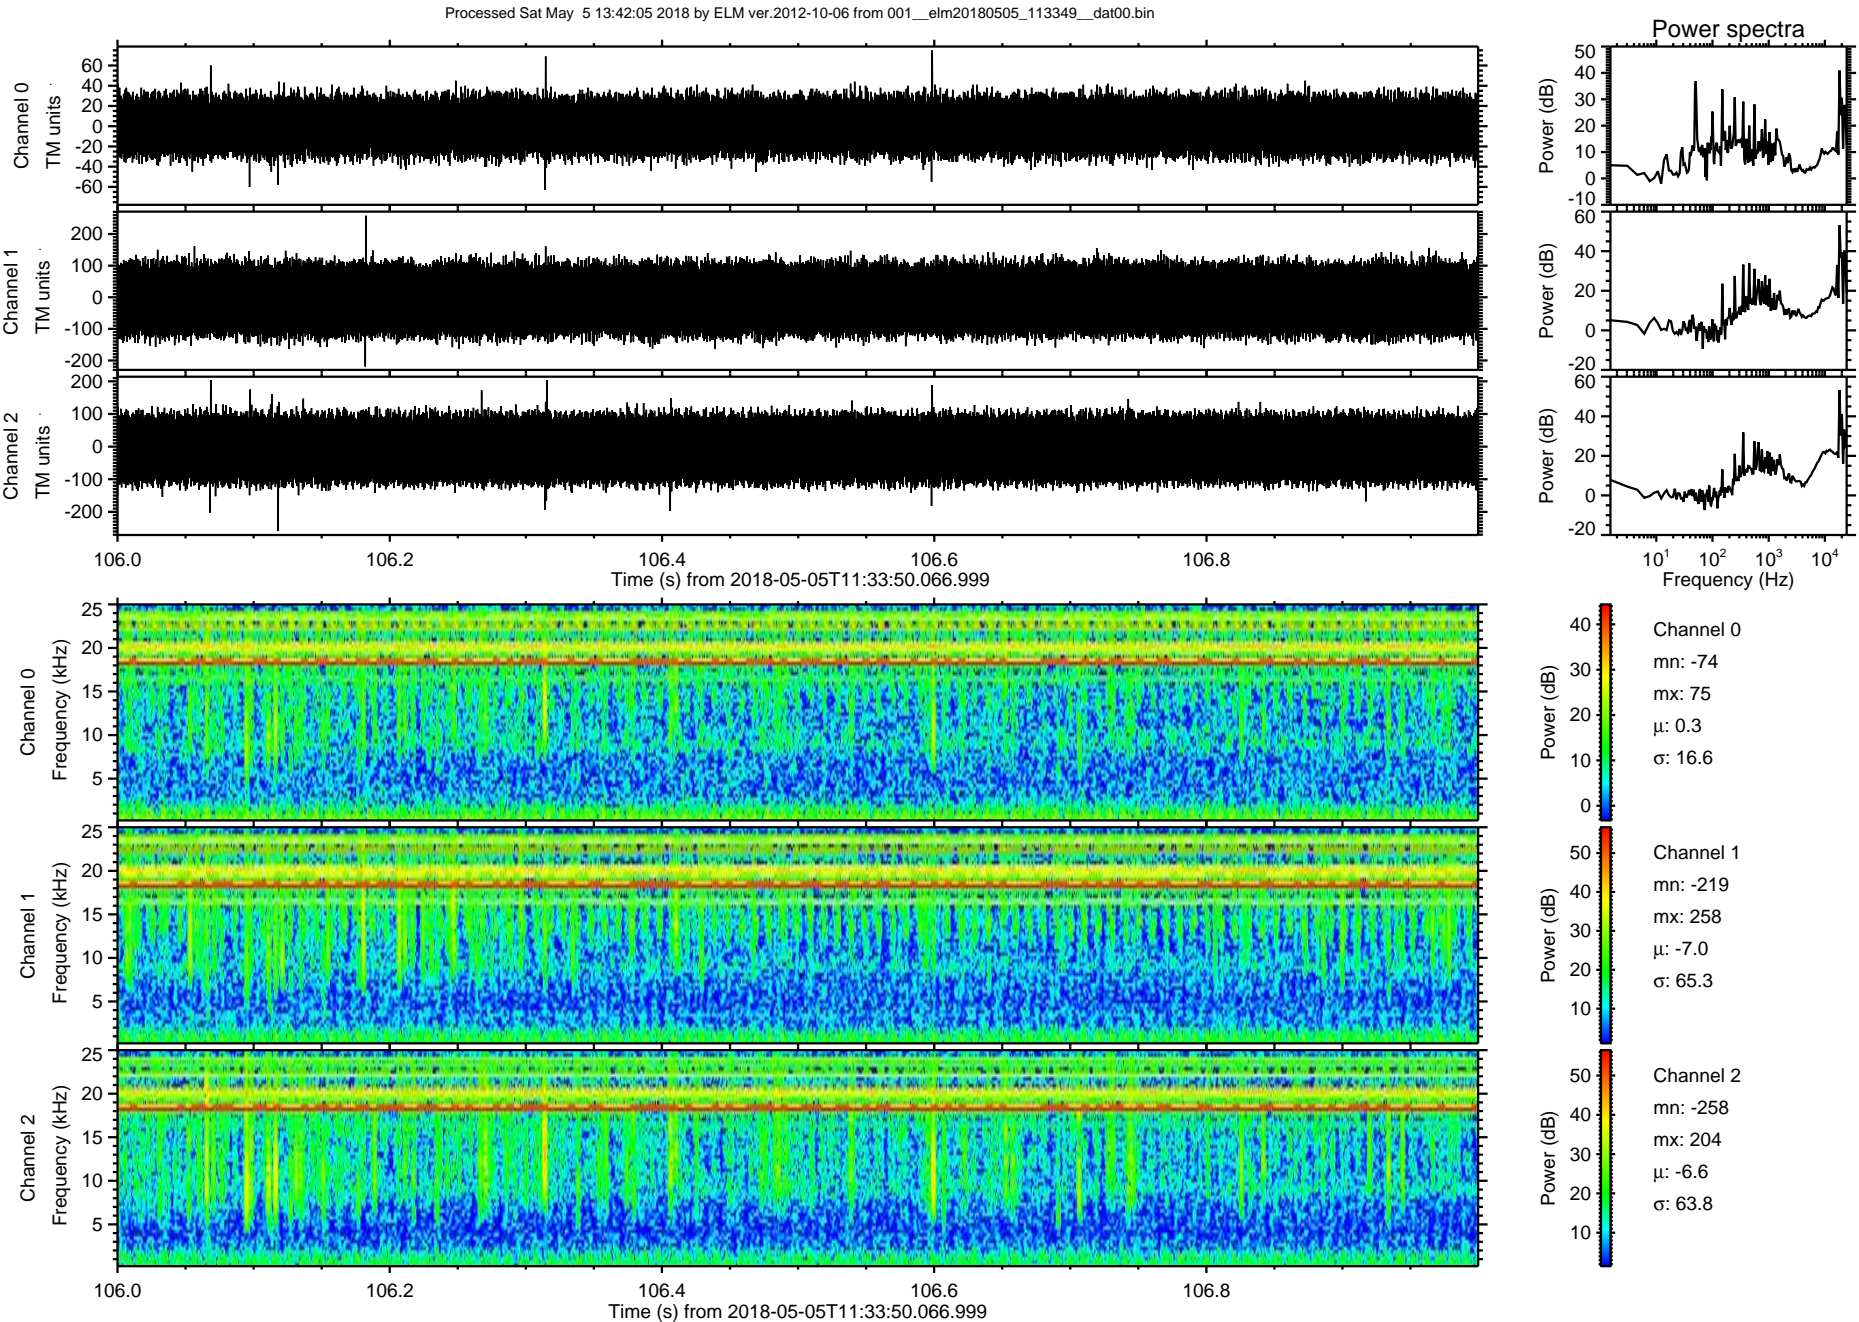 Processed Sat May  5 13:42:05 2018 by ELM ver.2012-10-06 from 001__elm20180505_113349__dat00.bin
Power spectra
Channel 0
TM units
60
40
20
0
-20
-40
-60
Power (dB)
50
40
30
20
10
0
-10
Channel 1
TM units
200
100
0
-100
-200
Power (dB)
60
40
20
0
-20
Channel 2
TM units
200
100
0
-100
-200
Power (dB)
60
40
20
0
-20
106.0 106.2 106.4 106.6 106.8
Time (s) from 2018-05-05T11:33:50.066.999
10¹ 10² 10³ 10⁴
Frequency (Hz)
Channel 0
Frequency (kHz)
25
20
15
10
5
Power (dB)
40
30
20
10
0
Channel 0
mn: -74
mx: 75
μ: 0.3
σ: 16.6
Channel 1
Frequency (kHz)
25
20
15
10
5
Power (dB)
50
40
30
20
10
Channel 1
mn: -219
mx: 258
μ: -7.0
σ: 65.3
Channel 2
Frequency (kHz)
25
20
15
10
5
Power (dB)
50
40
30
20
10
Channel 2
mn: -258
mx: 204
μ: -6.6
σ: 63.8
106.0 106.2 106.4 106.6 106.8
Time (s) from 2018-05-05T11:33:50.066.999